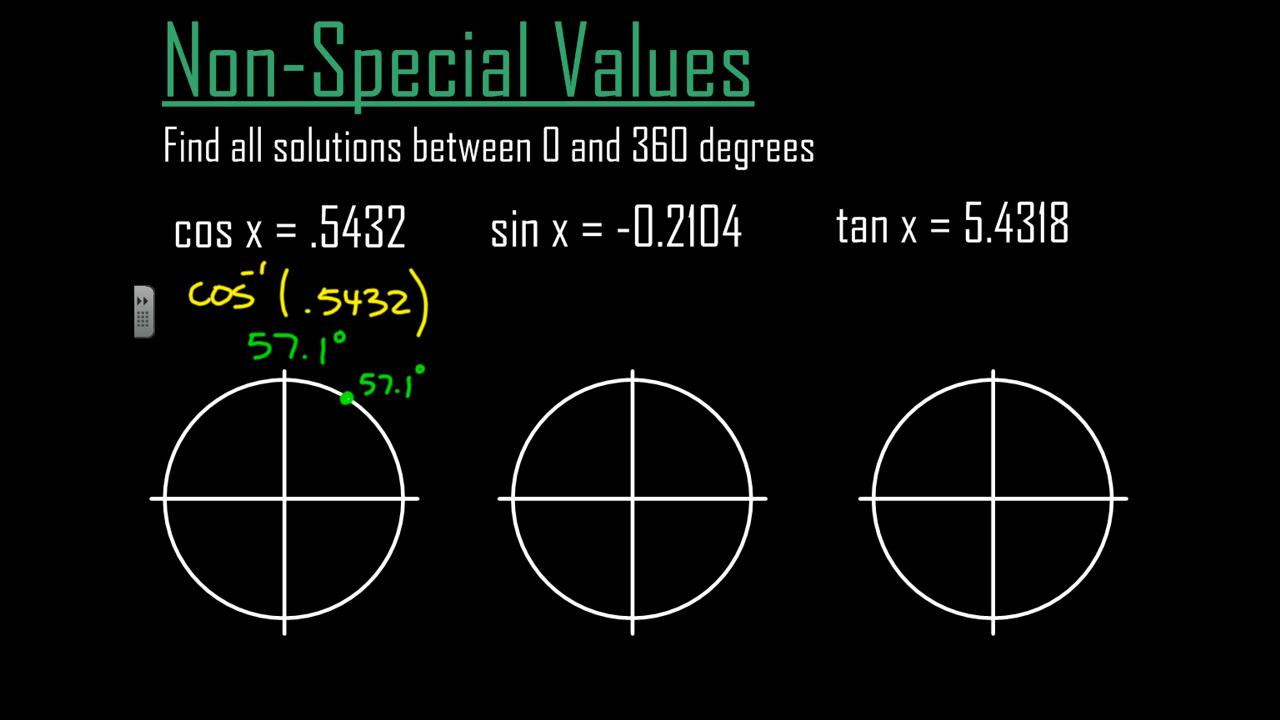 Non-Special Values
Find all solutions between 0 and 360 degrees
cos x = .5432
sin x = -0.2104
tan x = 5.4318
cos⁻¹(.5432)
57.1°
57.1°